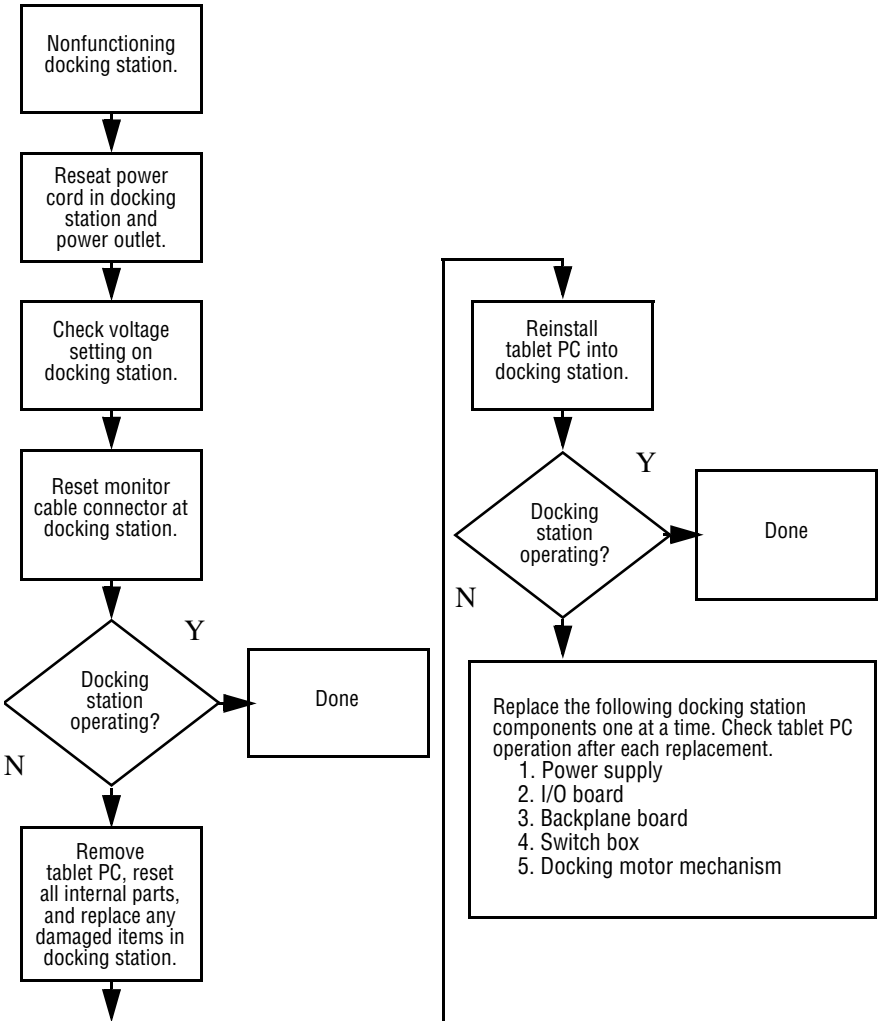 Nonfunctioning
docking station.
Reseat power
cord in docking
station and
power outlet.
Check voltage
setting on
docking station.
Reset monitor
cable connector at
docking station.
Y
Docking
station
operating?
Done
N
Remove
tablet PC, reset
all internal parts,
and replace any
damaged items in
docking station.
Reinstall
tablet PC into
docking station.
Y
Docking
station
operating?
Done
N
Replace the following docking station
components one at a time. Check tablet PC
operation after each replacement.
1. Power supply
2. I/O board
3. Backplane board
4. Switch box
5. Docking motor mechanism